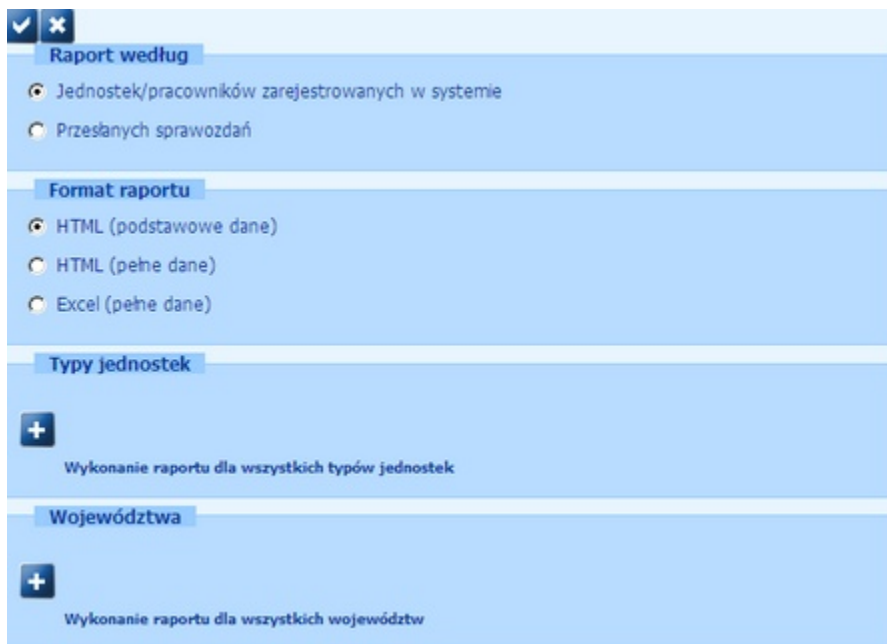 Raport według
Jednostek/pracowników zarejestrowanych w systemie
Przesłanych sprawozdań
Format raportu
HTML (podstawowe dane)
HTML (pełne dane)
Excel (pełne dane)
Typy jednostek
Wykonanie raportu dla wszystkich typów jednostek
Województwa
Wykonanie raportu dla wszystkich województw